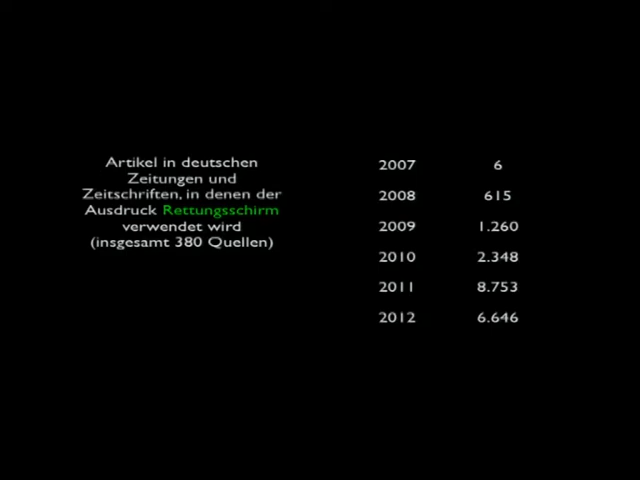 Artikel in deutschen
Zeitungen und
Zeitschriften, in denen der
Ausdruck Rettungsschirm
verwendet wird
(insgesamt 380 Quellen)
2007 6
2008 615
2009 1.260
2010 2.348
2011 8.753
2012 6.646